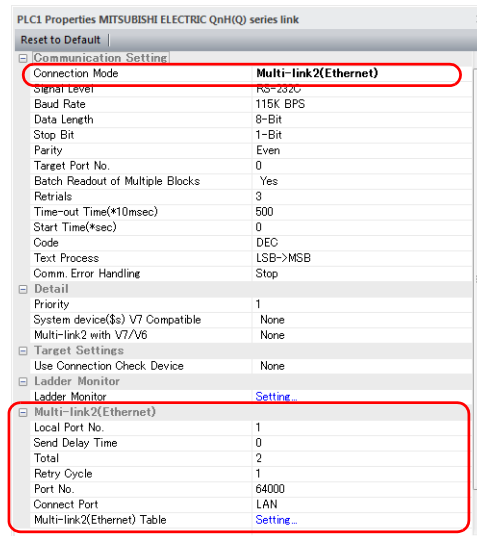 PLC1 Properties MITSUBISHI ELECTRIC QnH(Q) series link
Reset to Default
Communication Setting
Connection Mode Multi-link2(Ethernet)
Signal Level RS-232C
Baud Rate 115K BPS
Data Length 8-Bit
Stop Bit 1-Bit
Parity Even
Target Port No. 0
Batch Readout of Multiple Blocks Yes
Retrials 3
Time-out Time(*10msec) 500
Start Time(*sec) 0
Code DEC
Text Process LSB->MSB
Comm. Error Handling Stop
Detail
Priority 1
System device($s) V7 Compatible None
Multi-link2 with V7/V6 None
Target Settings
Use Connection Check Device None
Ladder Monitor
Ladder Monitor Setting...
Multi-link2(Ethernet)
Local Port No. 1
Send Delay Time 0
Total 2
Retry Cycle 1
Port No. 64000
Connect Port LAN
Multi-link2(Ethernet) Table Setting...